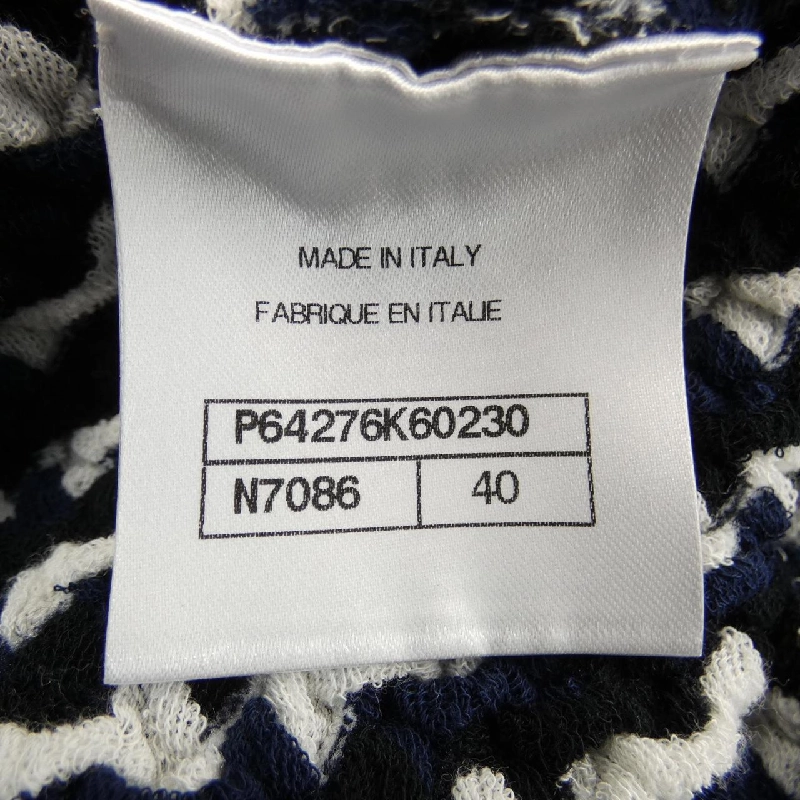 MADE IN ITALY
FABRIQUE EN ITALIE
P64276K60230
N7086 40